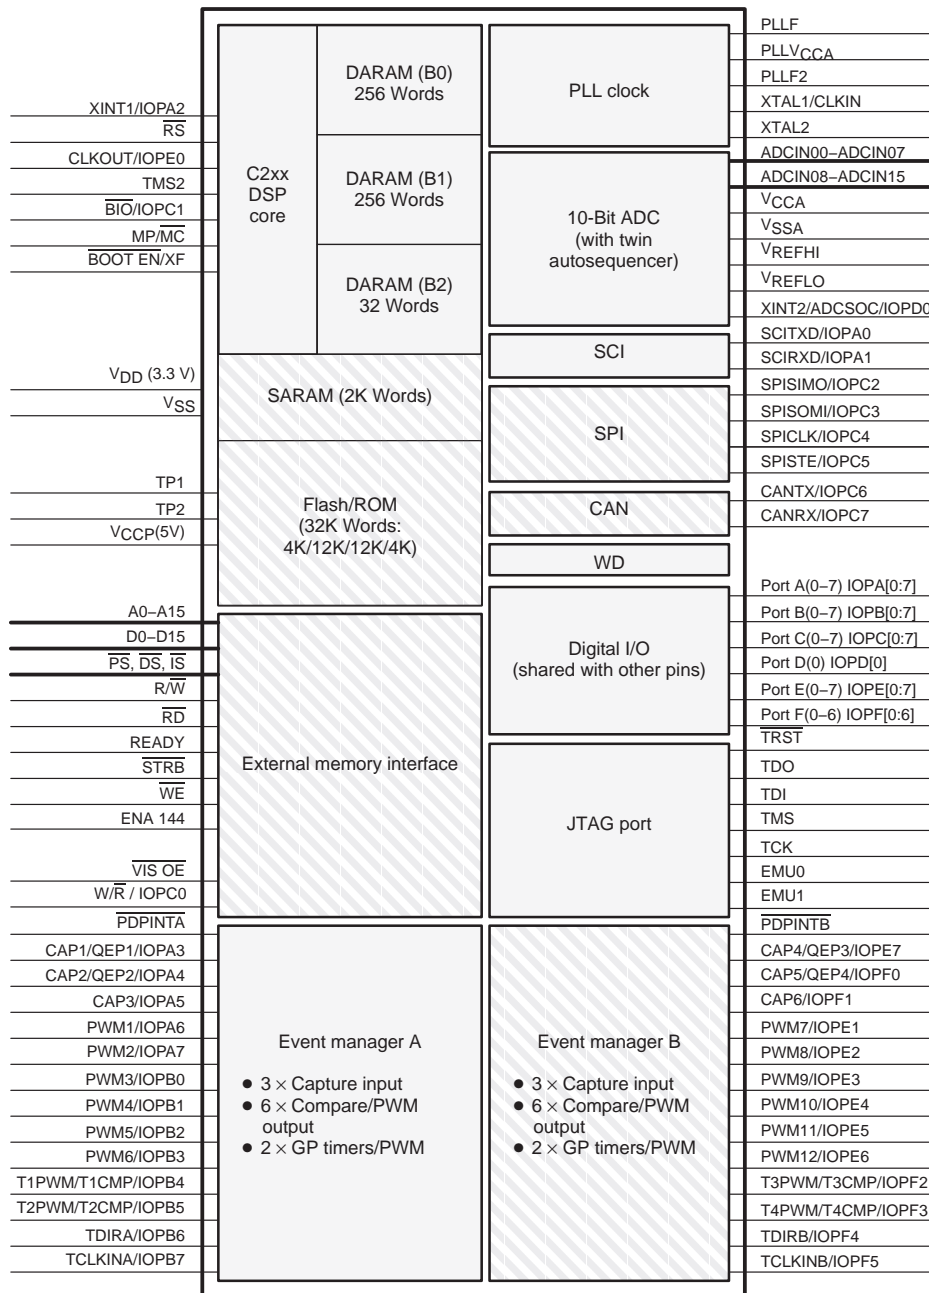 XINT1/IOPA2
RS
CLKOUT/IOPE0
TMS2
BIO/IOPC1
MP/MC
BOOT EN/XF
VDD (3.3 V)
VSS
TP1
TP2
VCCP(5V)
A0–A15
D0–D15
PS, DS, IS
R/W
RD
READY
STRB
WE
ENA 144
VIS OE
W/R / IOPC0
PDPINTA
CAP1/QEP1/IOPA3
CAP2/QEP2/IOPA4
CAP3/IOPA5
PWM1/IOPA6
PWM2/IOPA7
PWM3/IOPB0
PWM4/IOPB1
PWM5/IOPB2
PWM6/IOPB3
T1PWM/T1CMP/IOPB4
T2PWM/T2CMP/IOPB5
TDIRA/IOPB6
TCLKINA/IOPB7
C2xx
DSP
core
DARAM (B0)
256 Words
DARAM (B1)
256 Words
DARAM (B2)
32 Words
SARAM (2K Words)
Flash/ROM
(32K Words:
4K/12K/12K/4K)
External memory interface
Event manager A
● 3 × Capture input
● 6 × Compare/PWM
output
● 2 × GP timers/PWM
PLL clock
10-Bit ADC
(with twin
autosequencer)
SCI
SPI
CAN
WD
Digital I/O
(shared with other pins)
JTAG port
Event manager B
● 3 × Capture input
● 6 × Compare/PWM
output
● 2 × GP timers/PWM
PLLF
PLLVCCA
PLLF2
XTAL1/CLKIN
XTAL2
ADCIN00–ADCIN07
ADCIN08–ADCIN15
VCCA
VSSA
VREFHI
VREFLO
XINT2/ADCSOC/IOPD0
SCITXD/IOPA0
SCIRXD/IOPA1
SPISIMO/IOPC2
SPISOMI/IOPC3
SPICLK/IOPC4
SPISTE/IOPC5
CANTX/IOPC6
CANRX/IOPC7
Port A(0–7) IOPA[0:7]
Port B(0–7) IOPB[0:7]
Port C(0–7) IOPC[0:7]
Port D(0) IOPD[0]
Port E(0–7) IOPE[0:7]
Port F(0–6) IOPF[0:6]
TRST
TDO
TDI
TMS
TCK
EMU0
EMU1
PDPINTB
CAP4/QEP3/IOPE7
CAP5/QEP4/IOPF0
CAP6/IOPF1
PWM7/IOPE1
PWM8/IOPE2
PWM9/IOPE3
PWM10/IOPE4
PWM11/IOPE5
PWM12/IOPE6
T3PWM/T3CMP/IOPF2
T4PWM/T4CMP/IOPF3
TDIRB/IOPF4
TCLKINB/IOPF5